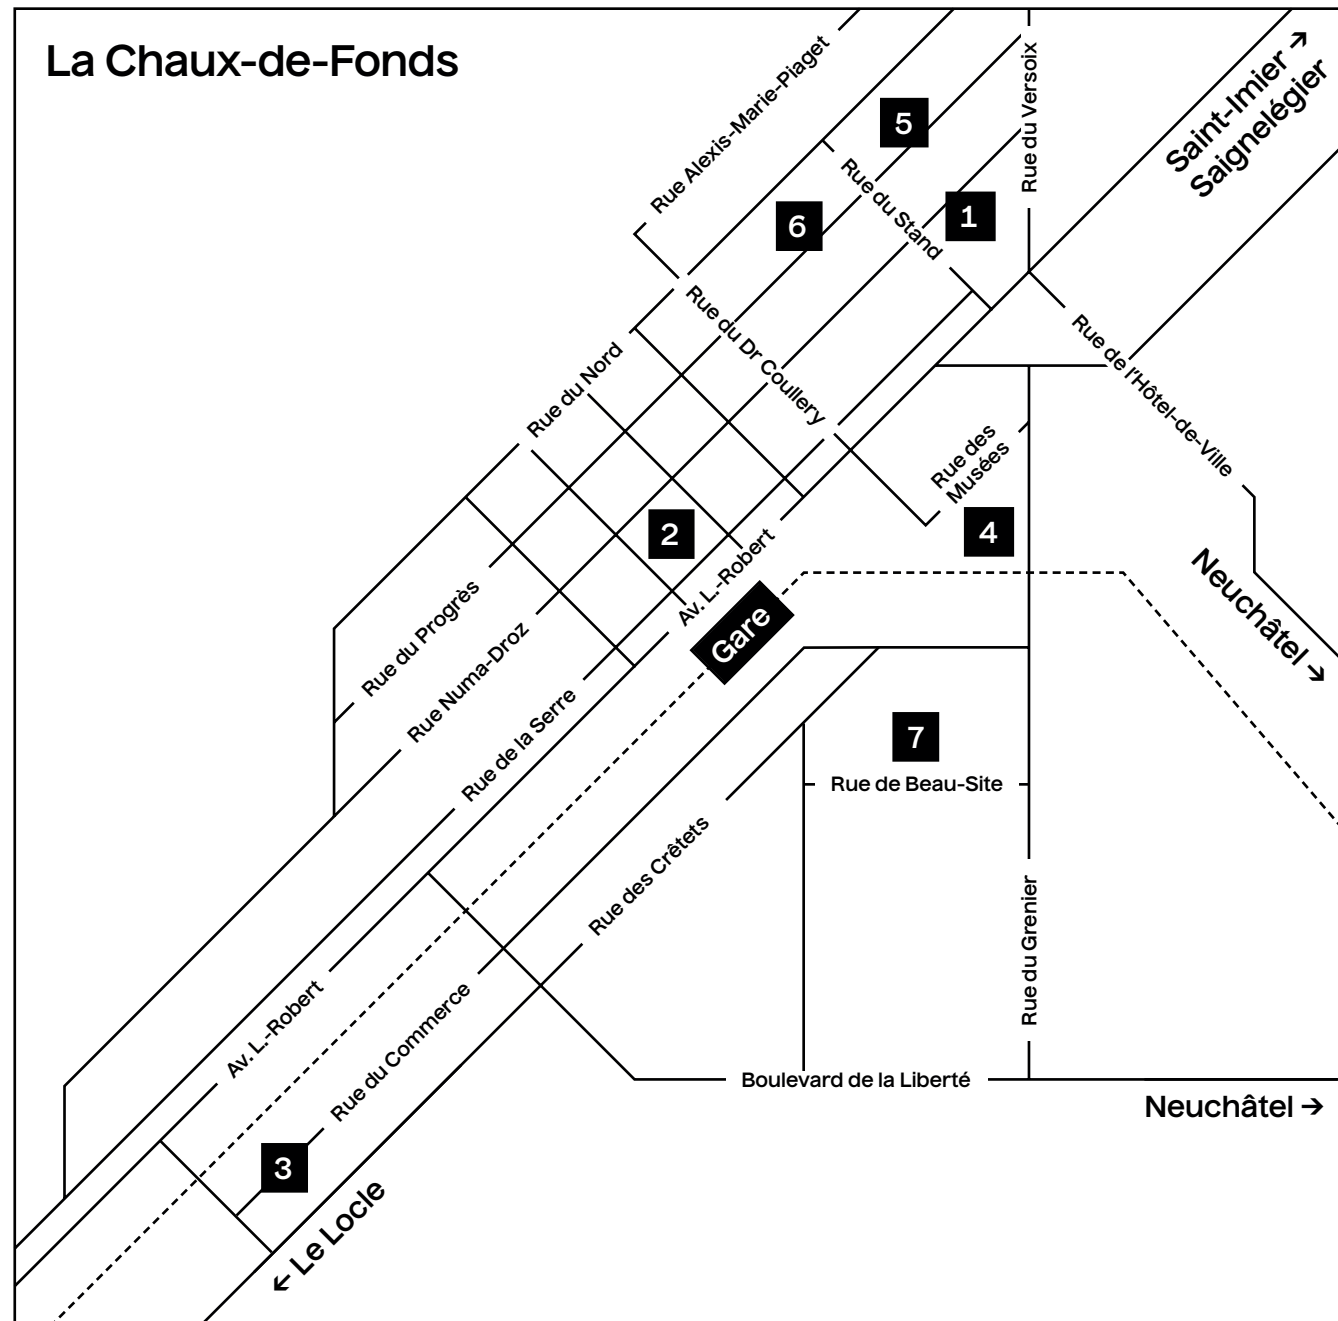 La Chaux-de-Fonds
Rue Alexis-Marie-Piaget
Rue du Versoix
Saint-Imier →
Saignelégier
5
Rue du Stand
1
6
Rue du Dr Coullery
Rue du Nord
Rue de l'Hôtel-de-Ville
Rue des
Musées
2
4
Av. L.-Robert
Gare
Neuchâtel →
Rue du Progrès
Rue Numa-Droz
Rue de la Serre
7
Rue de Beau-Site
Rue des Crêtets
Rue du Grenier
Av. L.-Robert
Rue du Commerce
Boulevard de la Liberté
Neuchâtel →
3
← Le Locle